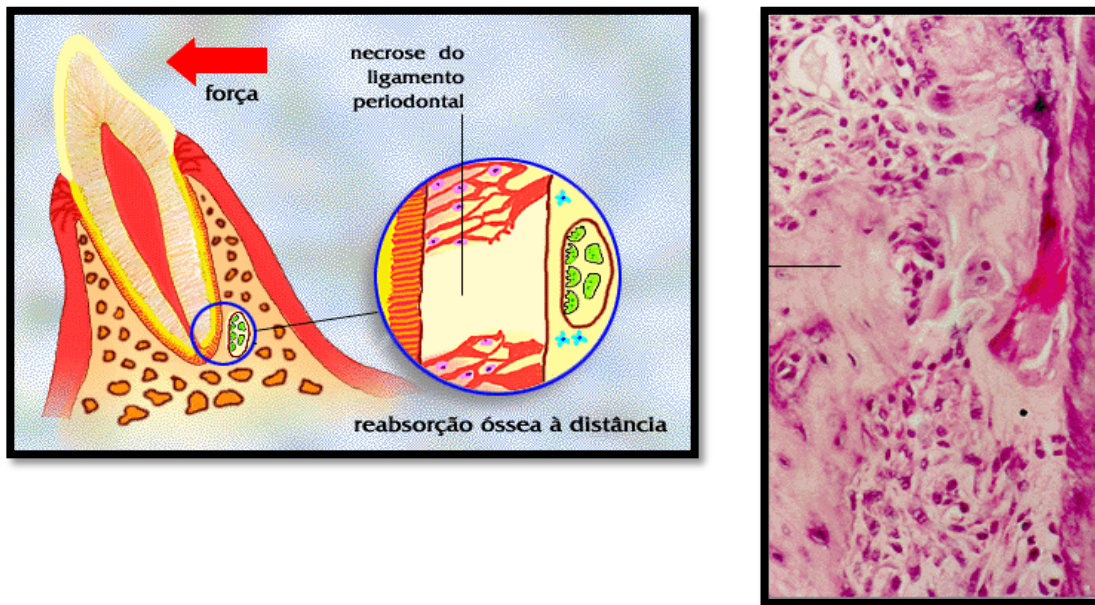 força
necrose do
ligamento
periodontal
reabsorção óssea à distância